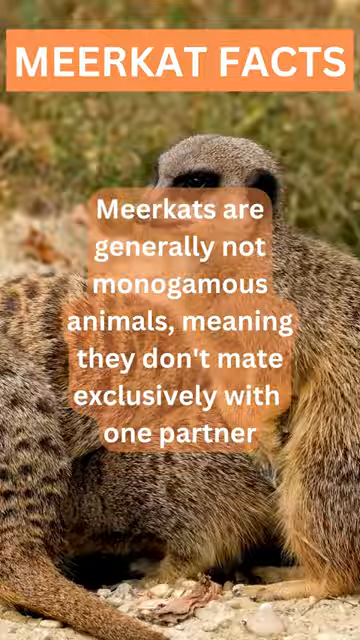 MEERKAT FACTS
Meerkats are
generally not
monogamous
animals, meaning
they don't mate
exclusively with
one partner